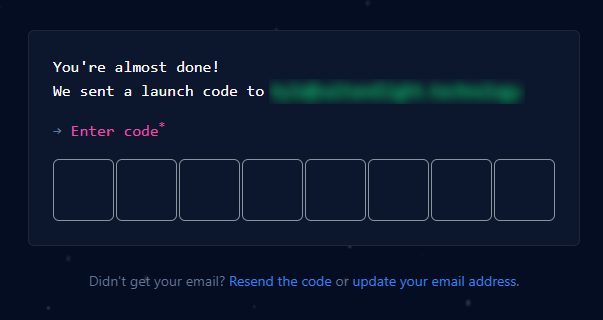 You're almost done!
We sent a launch code to
→ Enter code*
Didn't get your email? Resend the code or update your email address.